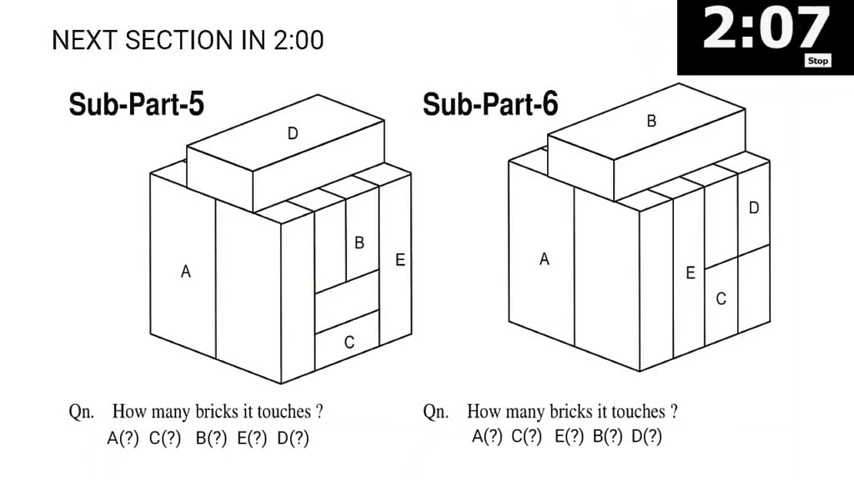 NEXT SECTION IN 2:00
2:07
Stop
Sub-Part-5
D
A
B
E
C
Qn. How many bricks it touches ?
A(?) C(?) B(?) E(?) D(?)
Sub-Part-6
B
A
D
E
C
Qn. How many bricks it touches ?
A(?) C(?) E(?) B(?) D(?)